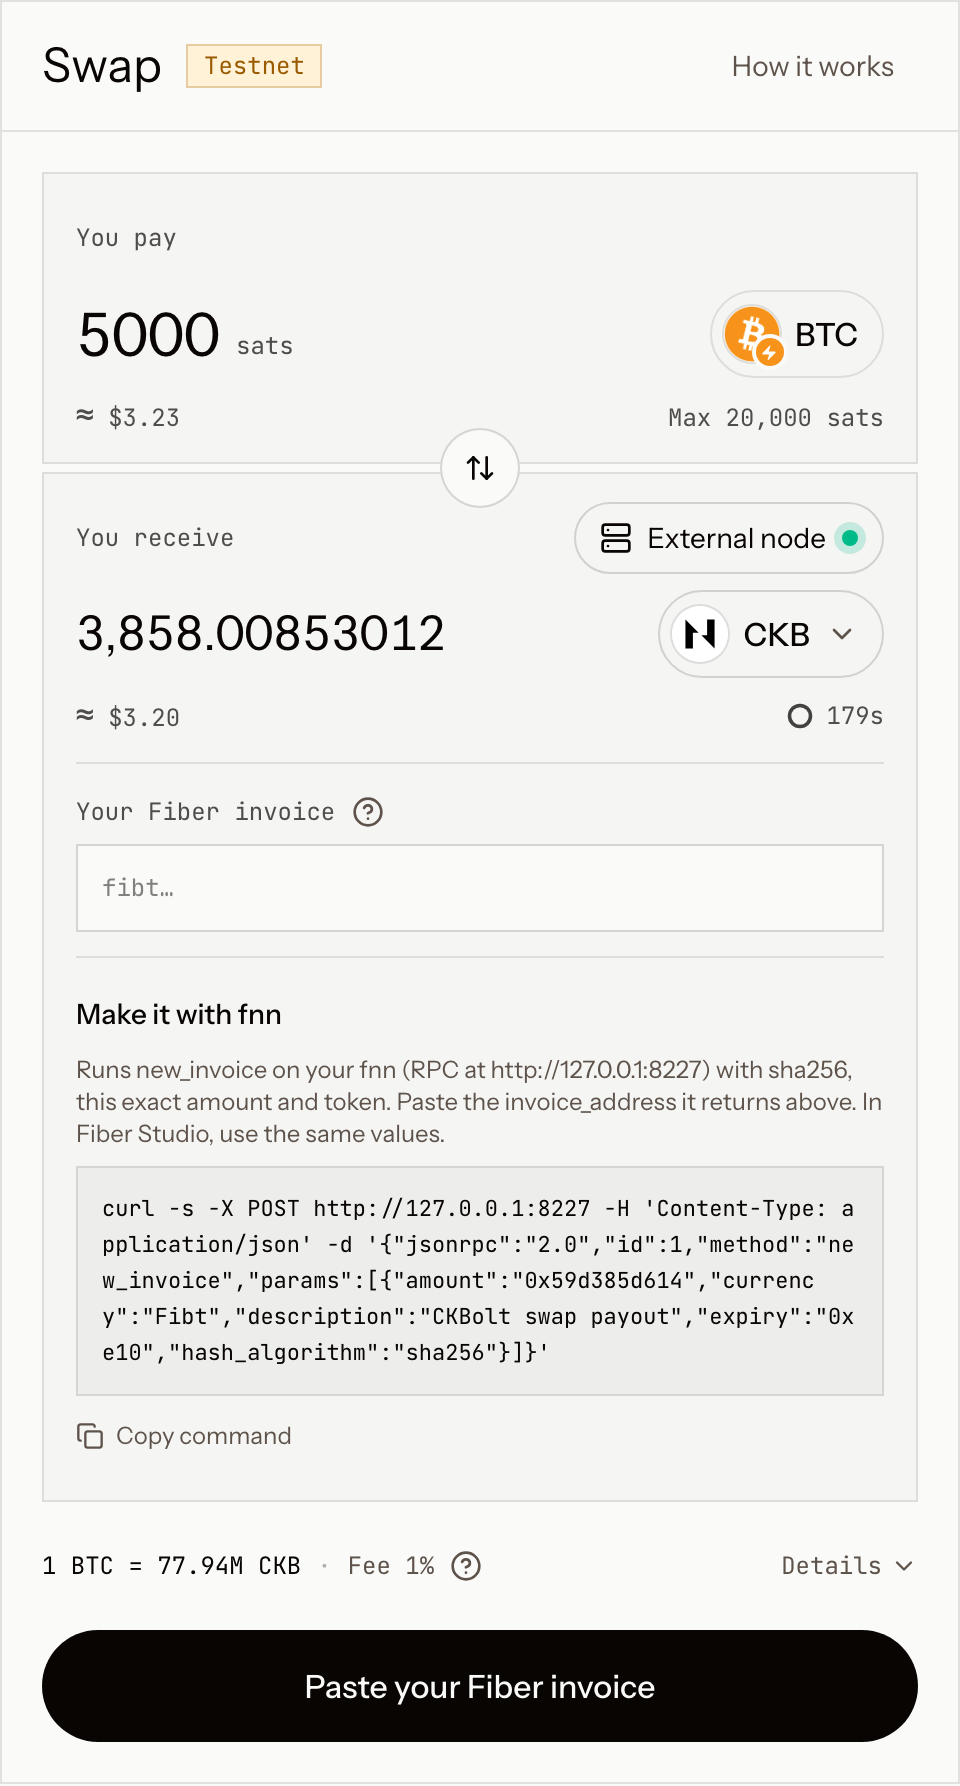 Swap
Testnet
How it works
You pay
5000 sats
BTC
≈ $3.23
Max 20,000 sats
You receive
External node
3,858.00853012
CKB
≈ $3.20
179s
Your Fiber invoice
fibt…
Make it with fnn
Runs new_invoice on your fnn (RPC at http://127.0.0.1:8227) with sha256,
this exact amount and token. Paste the invoice_address it returns above. In
Fiber Studio, use the same values.
curl -s -X POST http://127.0.0.1:8227 -H 'Content-Type: a
pplication/json' -d '{"jsonrpc":"2.0","id":1,"method":"ne
w_invoice","params":[{"amount":"0x59d385d614","currenc
y":"Fibt","description":"CKBolt swap payout","expiry":"0x
e10","hash_algorithm":"sha256"}]}'
Copy command
1 BTC = 77.94M CKB · Fee 1%
Details
Paste your Fiber invoice